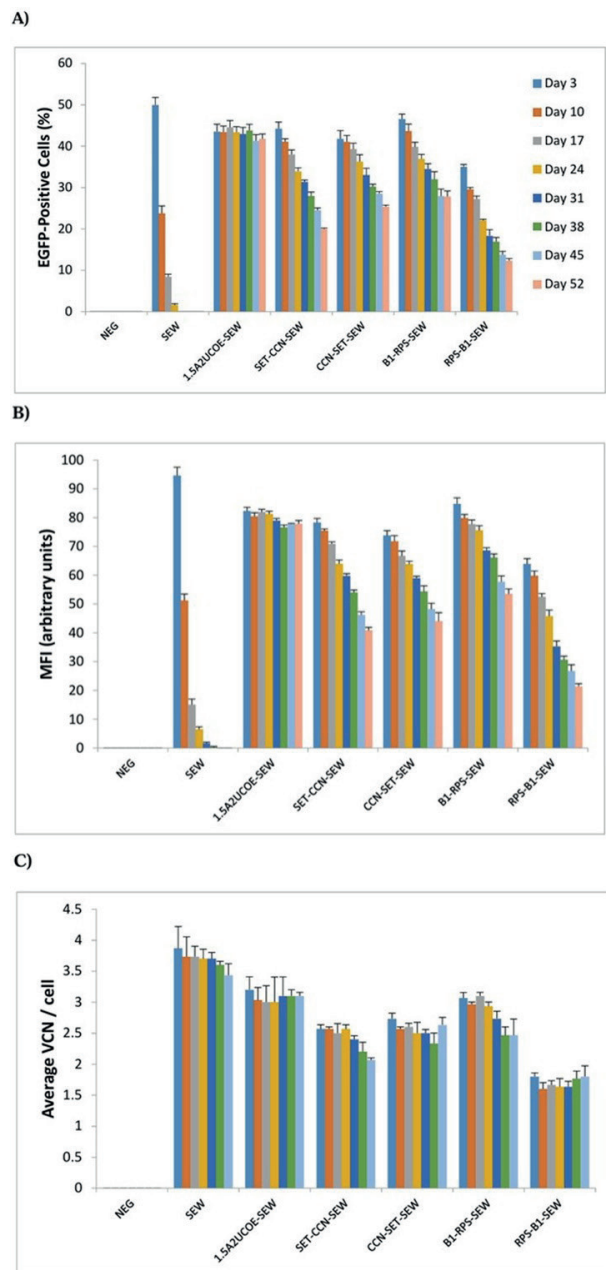 A)
EGFP-Positive Cells (%)
60
50
40
30
20
10
0
NEG
SEW
1.5A2UCOE-SEW
SET-CCN-SEW
CCN-SET-SEW
B1-RPS-SEW
RPS-B1-SEW
Day 3
Day 10
Day 17
Day 24
Day 31
Day 38
Day 45
Day 52
B)
MFI (arbitrary units)
100
90
80
70
60
50
40
30
20
10
0
NEG
SEW
1.5A2UCOE-SEW
SET-CCN-SEW
CCN-SET-SEW
B1-RPS-SEW
RPS-B1-SEW
C)
Average VCN / cell
4.5
4
3.5
3
2.5
2
1.5
1
0.5
0
NEG
SEW
1.5A2UCOE-SEW
SET-CCN-SEW
CCN-SET-SEW
B1-RPS-SEW
RPS-B1-SEW